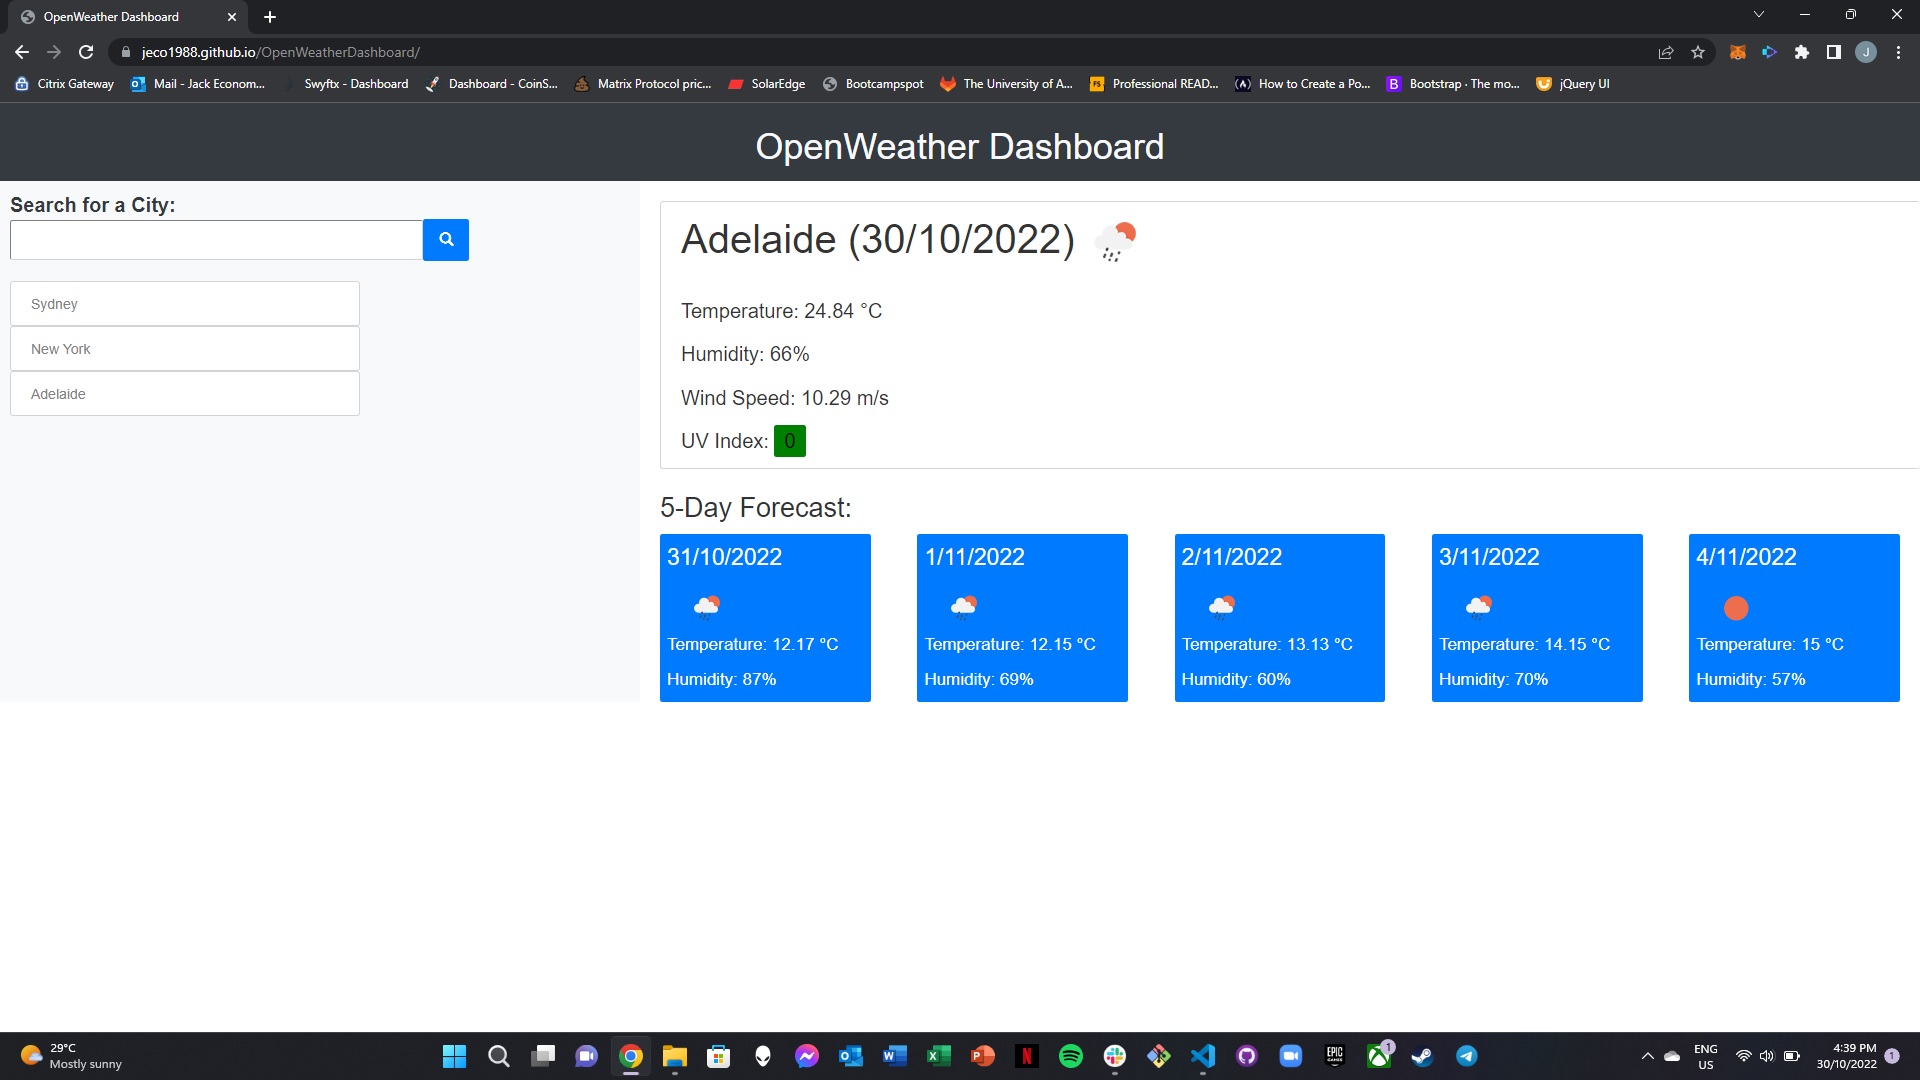 OpenWeather Dashboard
jeco1988.github.io/OpenWeatherDashboard/
J
Citrix Gateway
Mail - Jack Econom...
Swyftx - Dashboard
Dashboard - CoinS...
Matrix Protocol pric...
SolarEdge
Bootcampspot
The University of A...
Professional READ...
How to Create a Po...
B Bootstrap · The mo...
jQuery UI
OpenWeather Dashboard
Search for a City:
Sydney
New York
Adelaide
Adelaide (30/10/2022)
Temperature: 24.84 °C
Humidity: 66%
Wind Speed: 10.29 m/s
UV Index: 0
5-Day Forecast:
31/10/2022
Temperature: 12.17 °C
Humidity: 87%
1/11/2022
Temperature: 12.15 °C
Humidity: 69%
2/11/2022
Temperature: 13.13 °C
Humidity: 60%
3/11/2022
Temperature: 14.15 °C
Humidity: 70%
4/11/2022
Temperature: 15 °C
Humidity: 57%
29°C
Mostly sunny
EPIC
GAMES
1
ENG
US
4:39 PM
30/10/2022
1